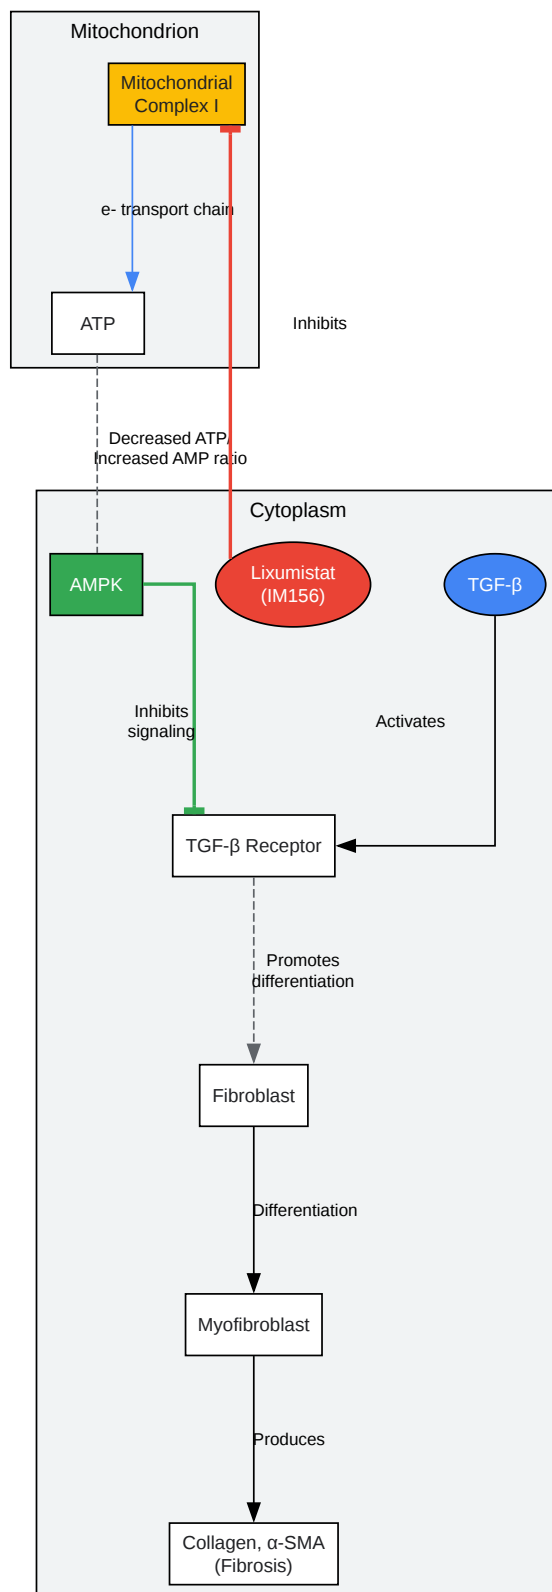 Mitochondrion
Mitochondrial
Complex I
e- transport chain
ATP
Inhibits
Decreased ATP/
Increased AMP ratio
Cytoplasm
AMPK
Lixumistat
(IM156)
TGF-β
Inhibits
signaling
Activates
TGF-β Receptor
Promotes
differentiation
Fibroblast
Differentiation
Myofibroblast
Produces
Collagen, α-SMA
(Fibrosis)